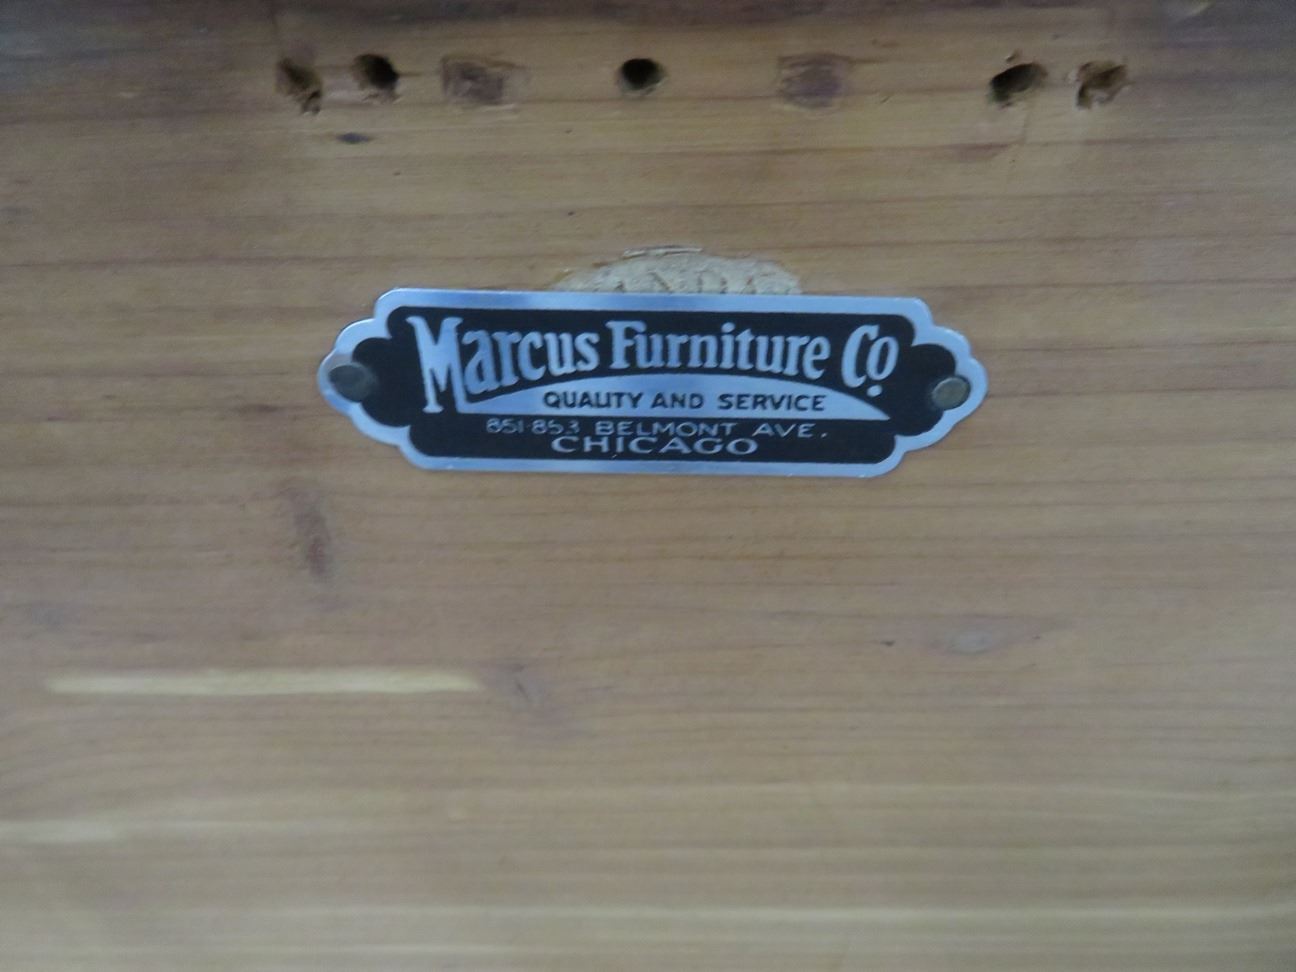 Marcus Furniture Co.
QUALITY AND SERVICE
851-853 BELMONT AVE.
CHICAGO